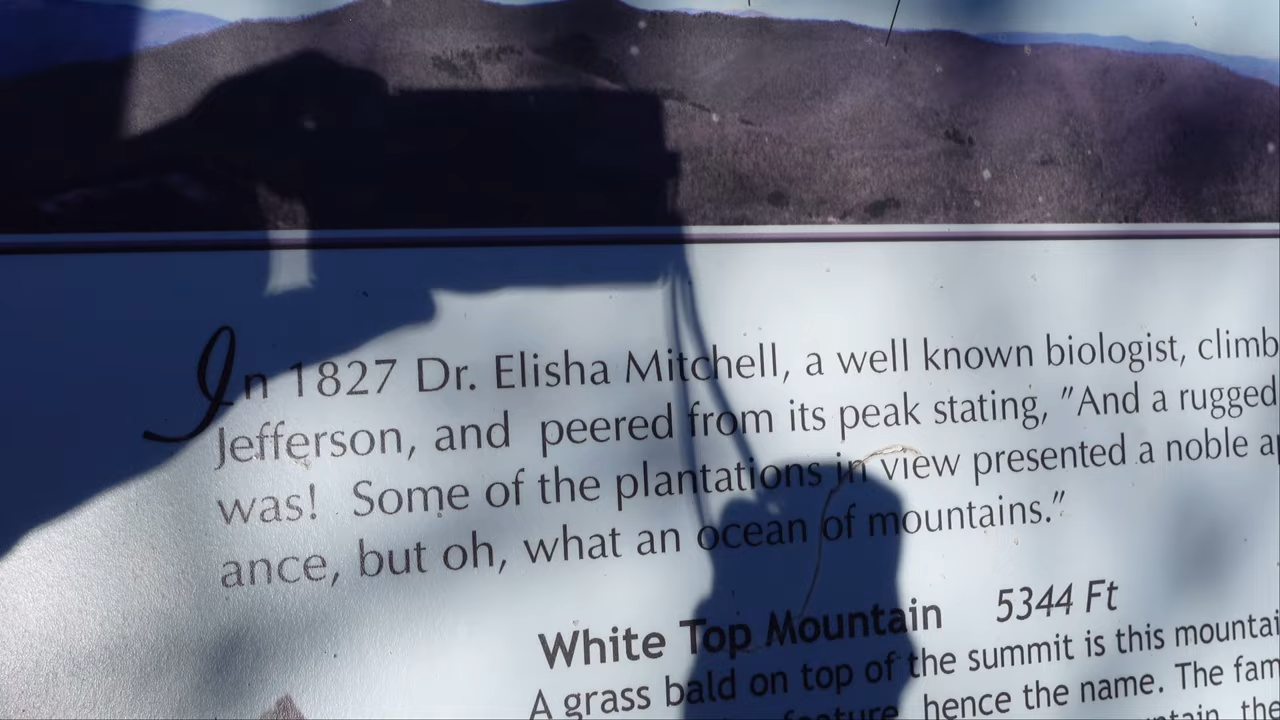 In 1827 Dr. Elisha Mitchell, a well known biologist, climb
Jefferson, and peered from its peak stating, "And a rugged
was! Some of the plantations in view presented a noble a
ance, but oh, what an ocean of mountains."
White Top Mountain 5344 Ft
A grass bald on top of the summit is this mountai
feature, hence the name. The fam
the